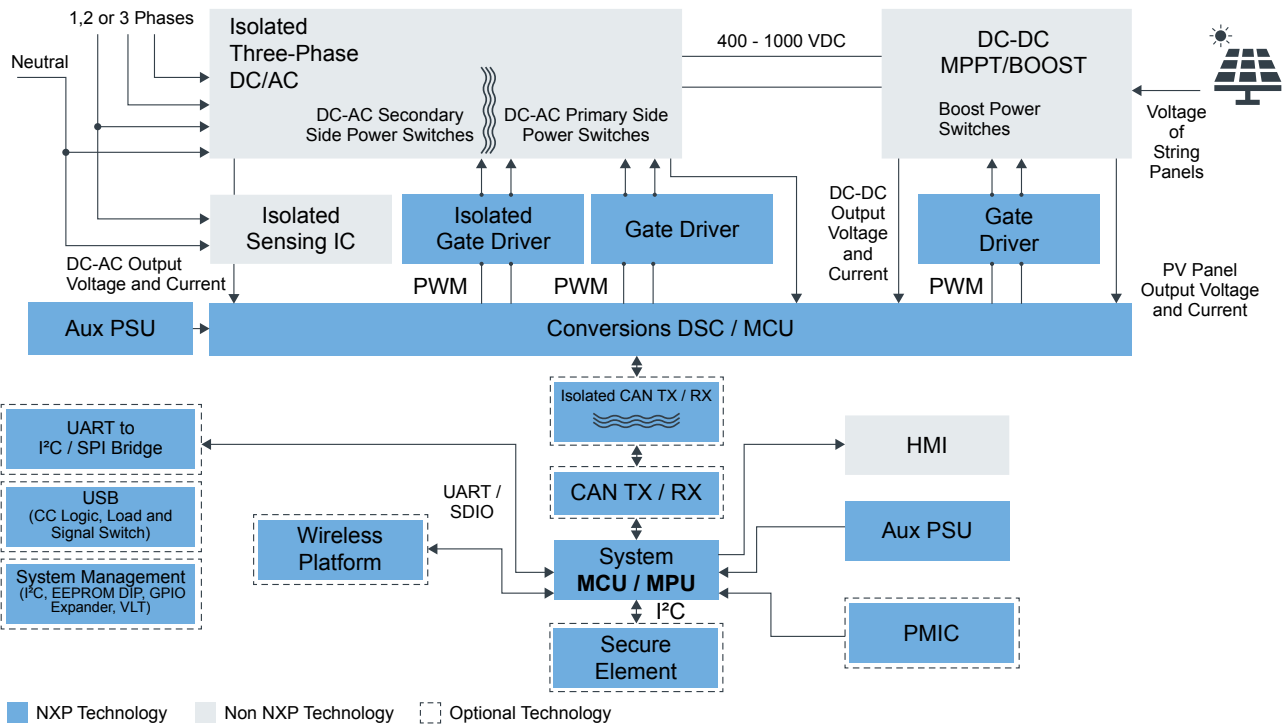 1,2 or 3 Phases
Neutral
Isolated
Three-Phase
DC/AC
DC-AC Secondary
Side Power Switches
DC-AC Primary Side
Power Switches
400 - 1000 VDC
DC-DC
MPPT/BOOST
Boost Power
Switches
Voltage
of
String
Panels
Isolated
Sensing IC
Isolated
Gate Driver
Gate Driver
DC-DC
Output
Voltage
and
Current
Gate
Driver
DC-AC Output
Voltage and Current
PWM
PWM
PWM
PV Panel
Output Voltage
and Current
Aux PSU
Conversions DSC / MCU
Isolated CAN TX / RX
UART to
I²C / SPI Bridge
HMI
CAN TX / RX
USB
(CC Logic, Load and
Signal Switch)
UART /
SDIO
Wireless
Platform
Aux PSU
System
MCU / MPU
System Management
(I²C, EEPROM DIP, GPIO
Expander, VLT)
I²C
Secure
Element
PMIC
NXP Technology
Non NXP Technology
Optional Technology